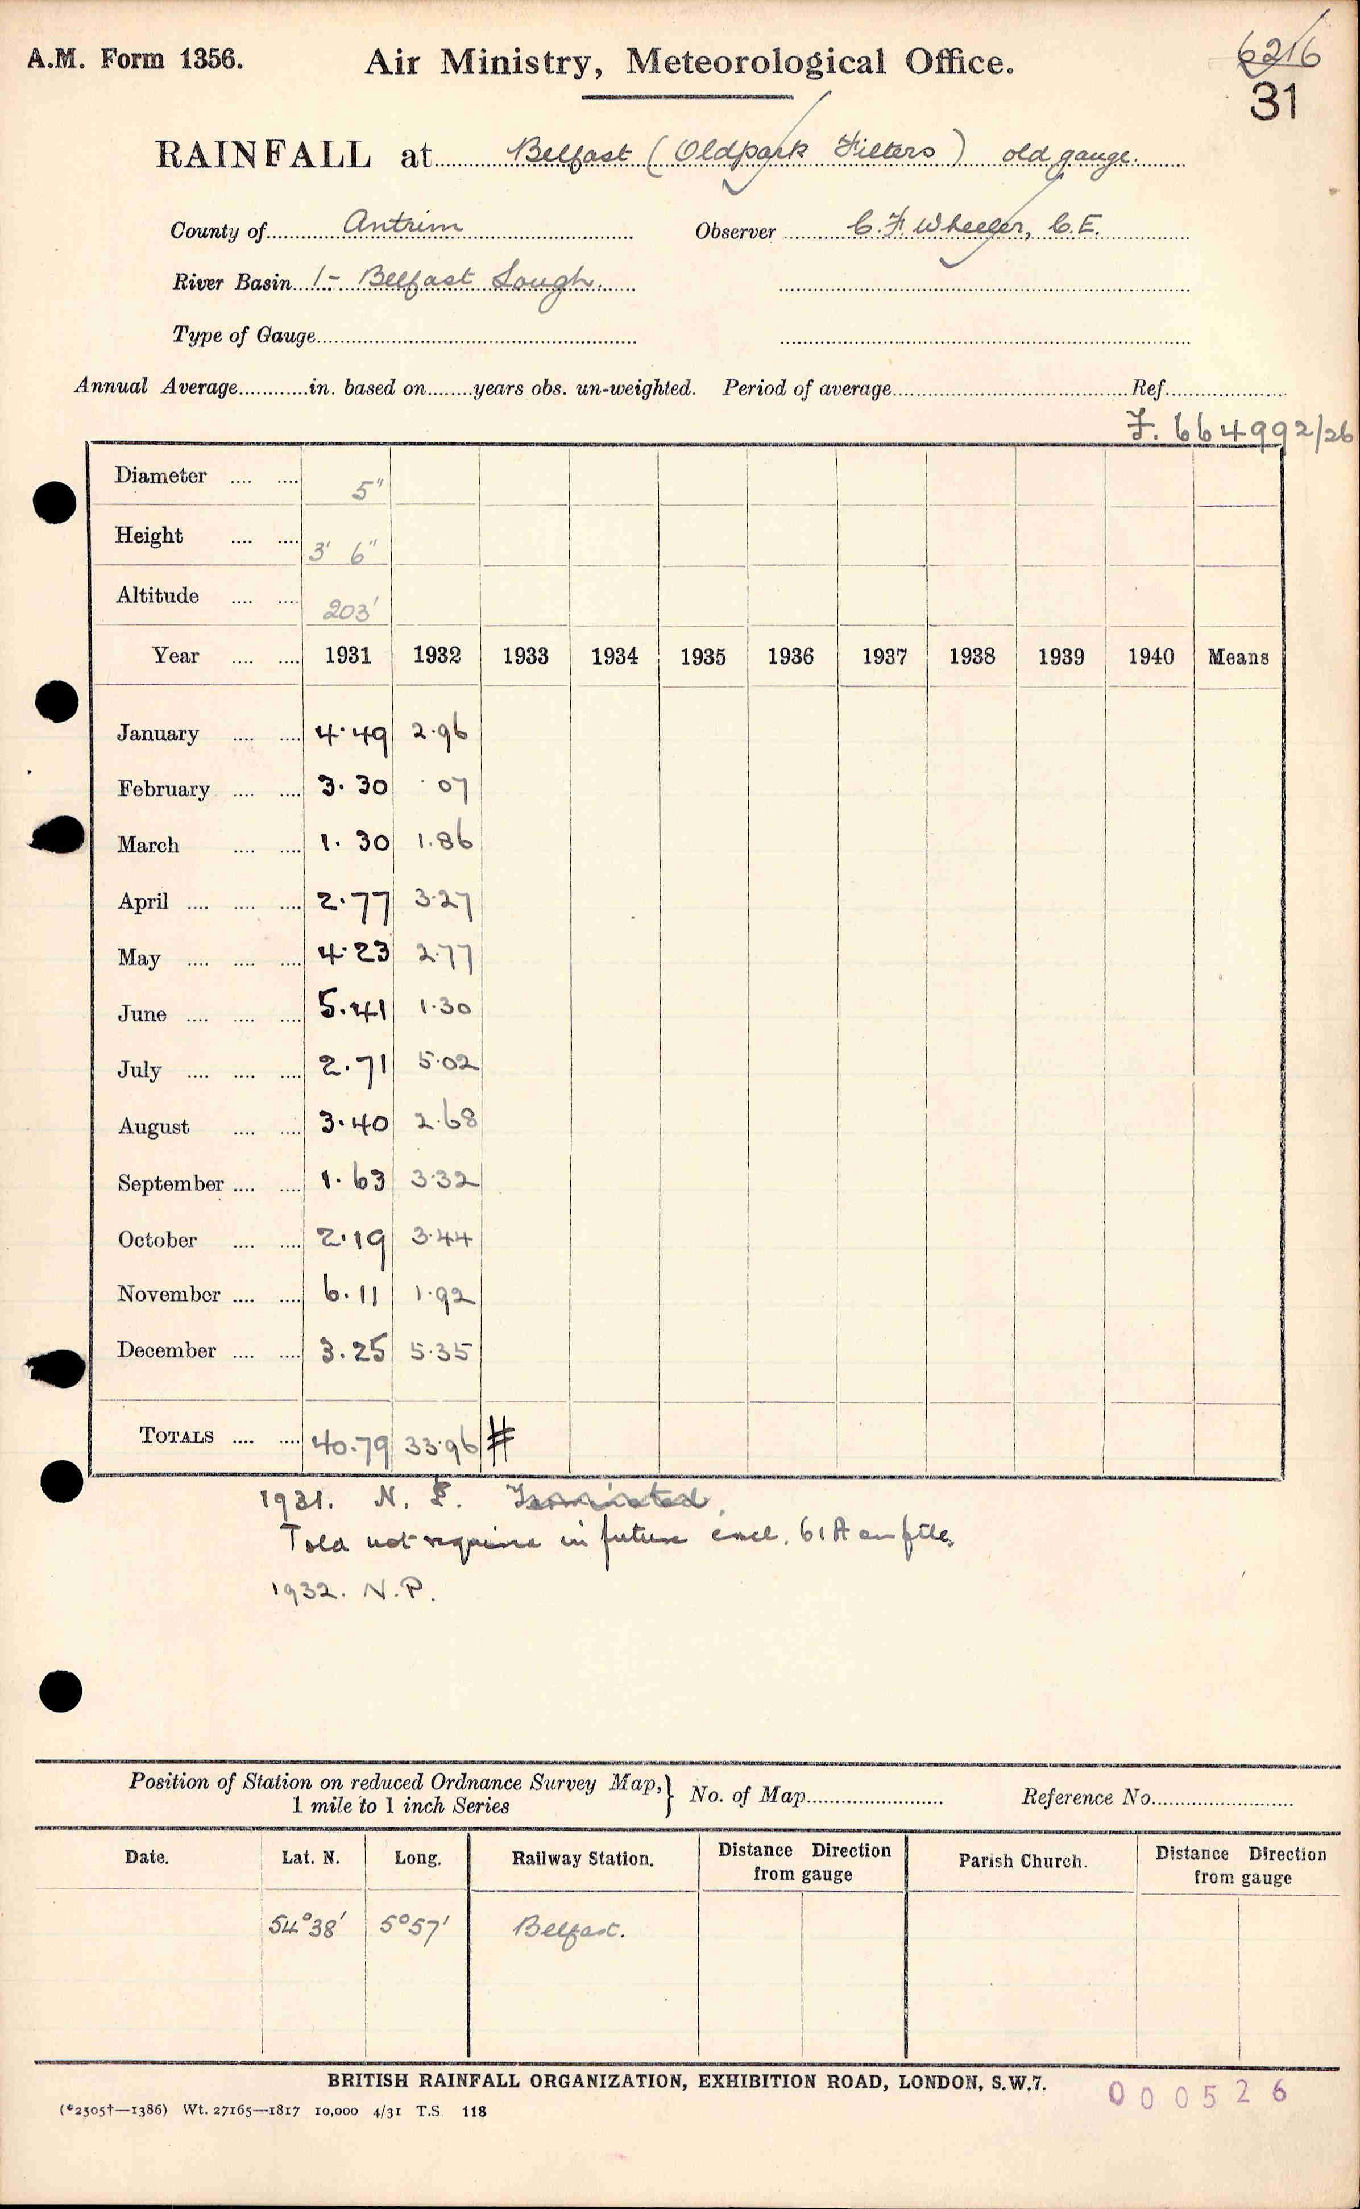 A.M. Form 1356. Air Ministry, Meteorological Office. 6216
31
RAINFALL at Belfast (Oldpark Filters) old gauge.
County of Antrim Observer C.F. Wheeler, C.E.
River Basin 1- Belfast Lough.
Type of Gauge
Annual Average in. based on years obs. un-weighted. Period of average Ref.
F. 664992/26
Diameter 5"
Height 3' 6"
Altitude 203'
Year 1931 1932 1933 1934 1935 1936 1937 1938 1939 1940 Means
January 4.49 2.96
February 3.30 .07
March 1.30 1.86
April 2.77 3.27
May 4.23 2.77
June 5.41 1.30
July 2.71 5.02
August 3.40 2.68
September 1.63 3.32
October 2.19 3.44
November 6.11 1.92
December 3.25 5.35
TOTALS 40.79 33.96 #
1931. N.
Told not require in future encl. 61A on file.
1932. N.P.
Position of Station on reduced Ordnance Survey Map, } No. of Map Reference No.
1 mile to 1 inch Series
Date. Lat. N. Long. Railway Station. Distance Direction from gauge Parish Church. Distance Direction from gauge
54°38' 5°57' Belfast.
BRITISH RAINFALL ORGANIZATION, EXHIBITION ROAD, LONDON, S.W.7.
000526
(*2505†—1386) Wt. 27165—1817 10,000 4/31 T.S. 118